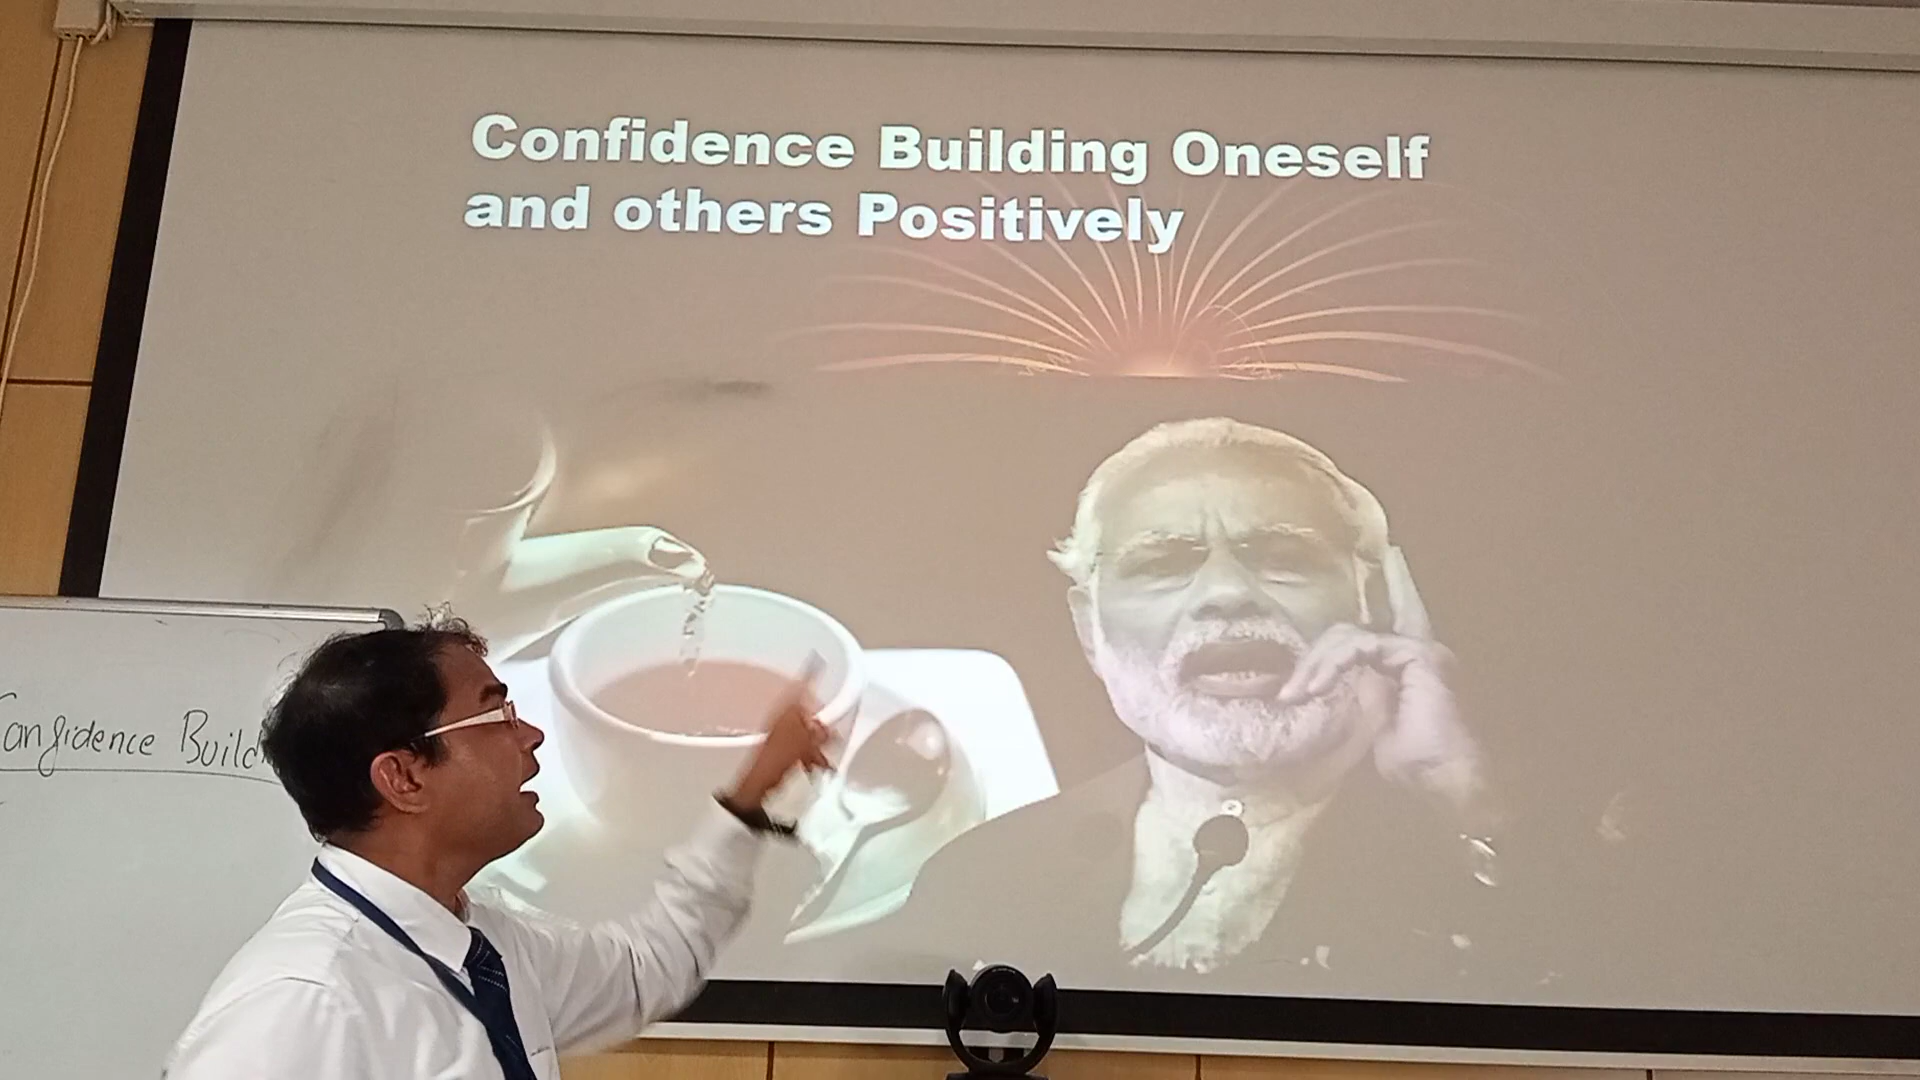 Confidence Building Oneself
and others Positively
Confidence Build